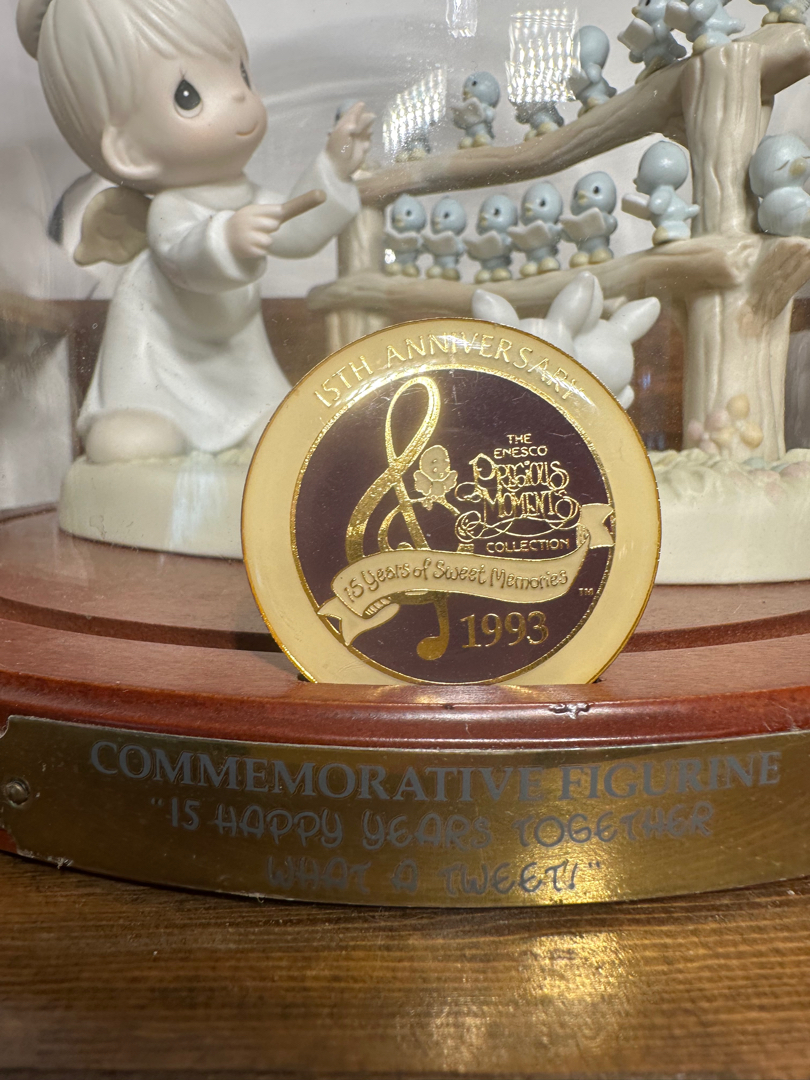 15TH ANNIVERSARY
THE
ENESCO
PRECIOUS
MOMENTS
COLLECTION
15 Years of Sweet Memories
TM
1993
COMMEMORATIVE FIGURINE
"15 HAPPY YEARS TOGETHER
WHAT A TWEET!"